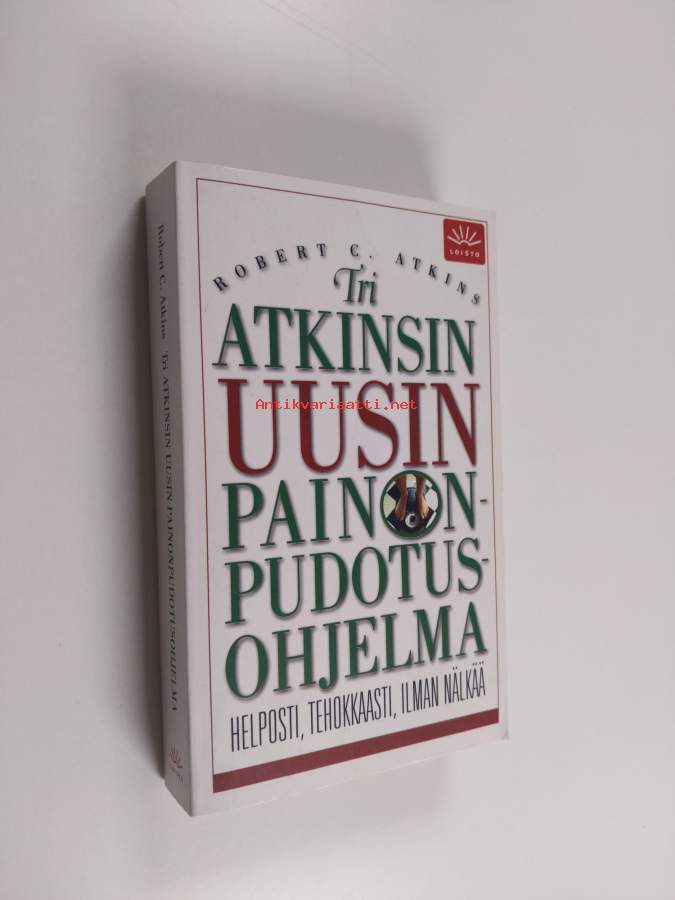 ROBERT C. ATKINS
LOISTO
Tri
ATKINSIN
UUSIN
Antikvariaatti.net
PAINON-
PUDOTUS-
OHJELMA
HELPOSTI, TEHOKKAASTI, ILMAN NÄLKÄÄ
Robert C. Atkins Tri ATKINSIN UUSIN PAINONPUDOTUSOHJELMA
LOISTO